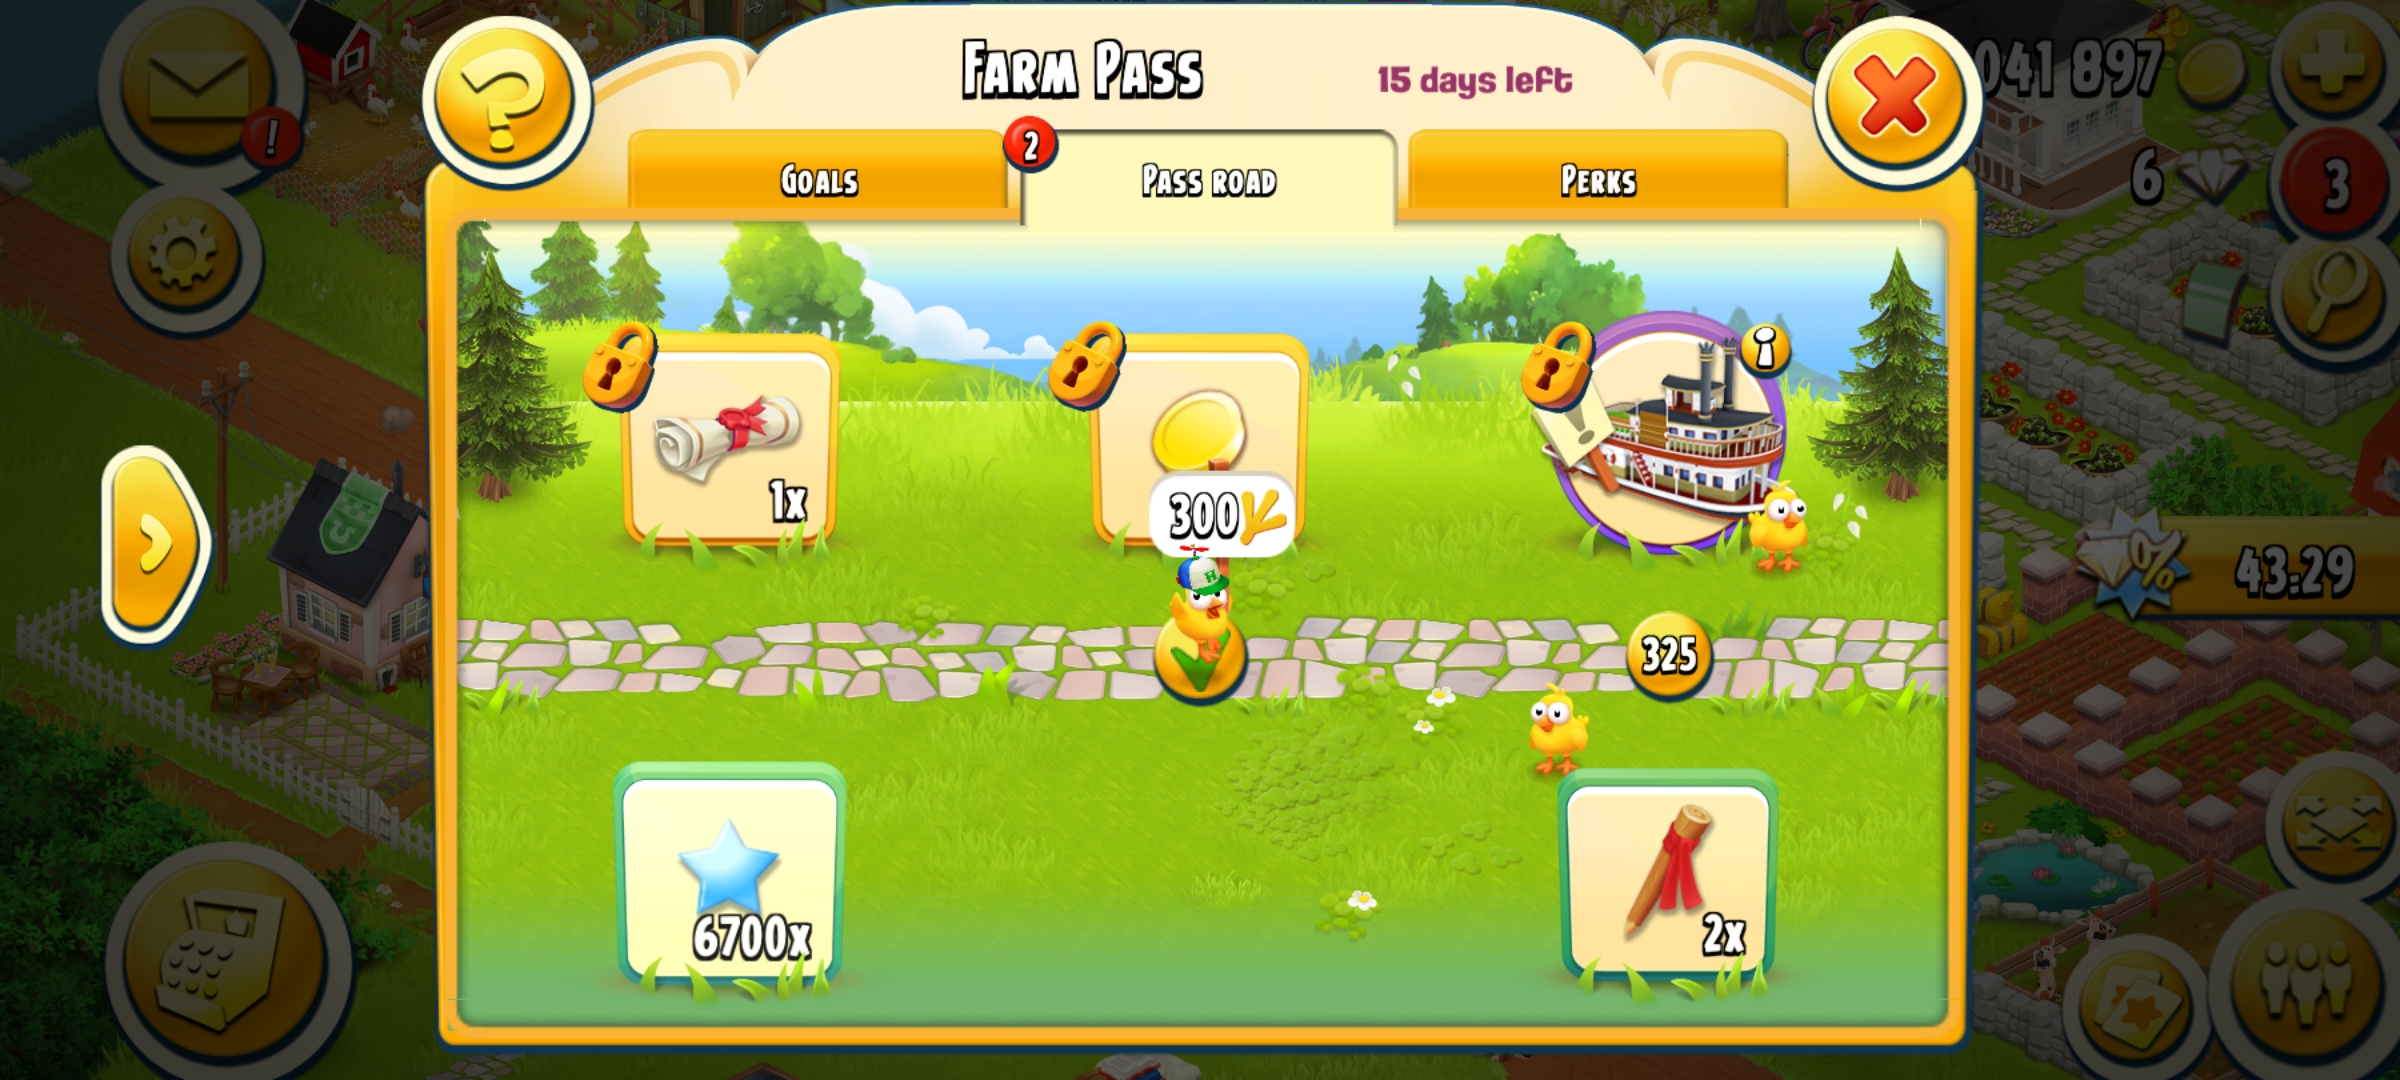 FARM PASS
15 days left
041 897
!
2
GOALS
PASS ROAD
PERKS
6
3
i
1x
300
H
0%
43:29
325
6700x
2x